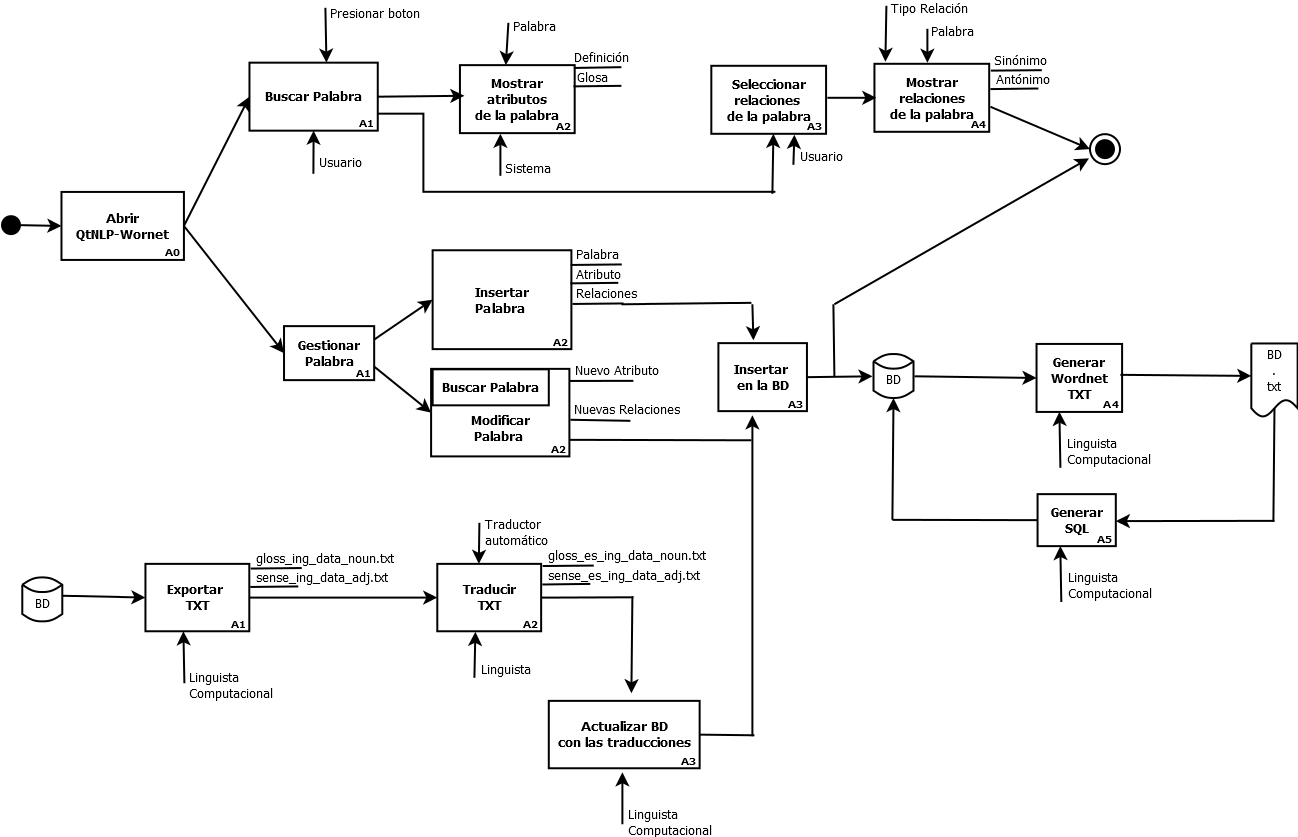 Presionar boton
Buscar Palabra
A1
Usuario
Palabra
Mostrar
atributos
de la palabra
A2
Definición
Glosa
Sistema
Seleccionar
relaciones
de la palabra
A3
Usuario
Tipo Relación
Palabra
Mostrar
relaciones
de la palabra
A4
Sinónimo
Antónimo
Abrir
QtNLP-Wornet
A0
Gestionar
Palabra
A1
Insertar
Palabra
A2
Palabra
Atributo
Relaciones
Buscar Palabra
Modificar
Palabra
A2
Nuevo Atributo
Nuevas Relaciones
Insertar
en la BD
A3
BD
Generar
Wordnet
TXT
A4
Linguista
Computacional
BD
.
txt
Generar
SQL
A5
Linguista
Computacional
BD
Exportar
TXT
A1
gloss_ing_data_noun.txt
sense_ing_data_adj.txt
Linguista
Computacional
Traductor
automático
Traducir
TXT
A2
gloss_es_ing_data_noun.txt
sense_es_ing_data_adj.txt
Linguista
Actualizar BD
con las traducciones
A3
Linguista
Computacional